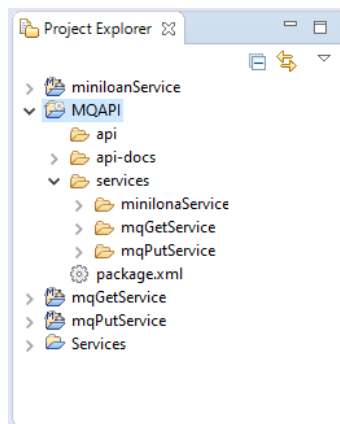 Project Explorer
miniloanService
MQAPI
api
api-docs
services
minilonaService
mqGetService
mqPutService
package.xml
mqGetService
mqPutService
Services